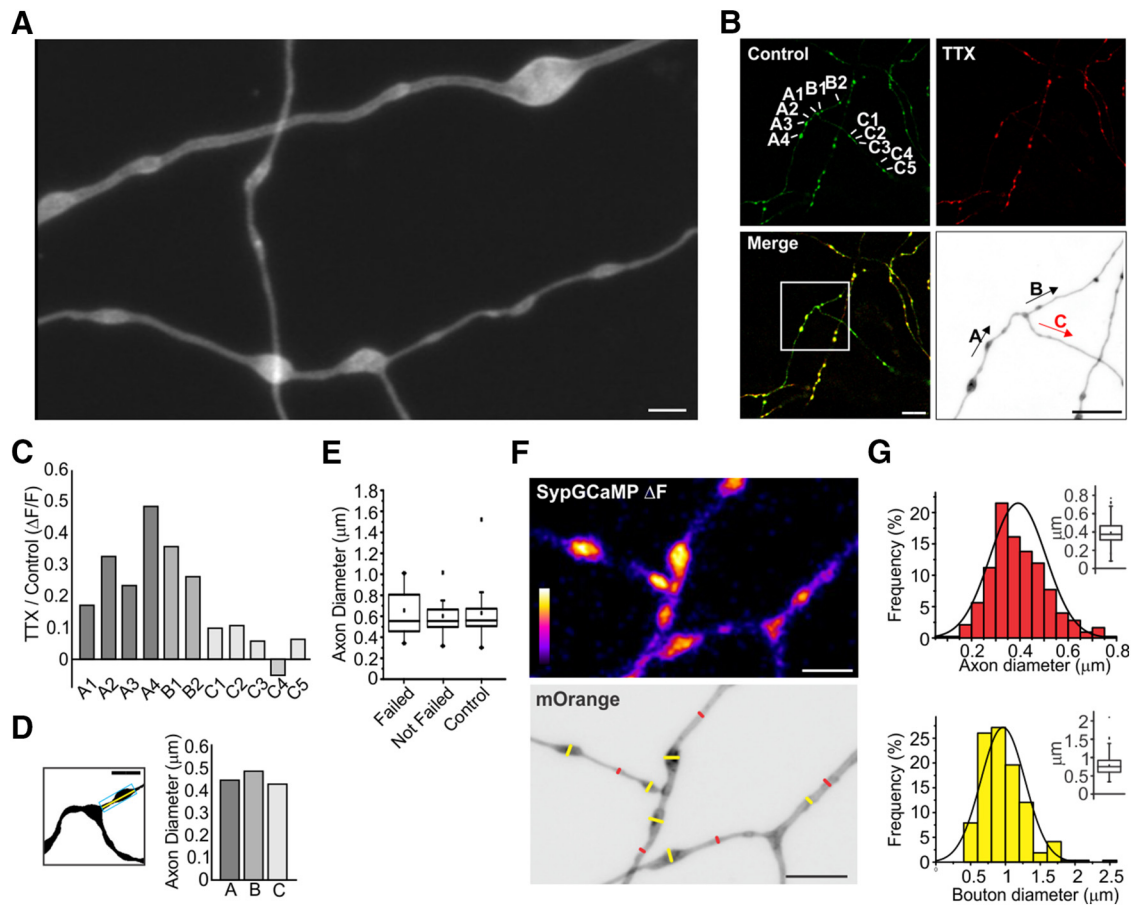 A
B
Control
TTX
A1
B1
B2
A2
A3
A4
C1
C2
C3
C4
C5
Merge
B
C
A
C
TTX / Control (ΔF/F)
0.6
0.5
0.4
0.3
0.2
0.1
0
A1 A2 A3 A4 B1 B2 C1 C2 C3 C4 C5
D
Axon Diameter (μm)
0.6
0.5
0.4
0.3
0.2
0.1
0
A B C
E
Axon Diameter (μm)
1.8
1.6
1.4
1.2
1.0
0.8
0.6
0.4
0.2
0
Failed
Not Failed
Control
F
SypGCaMP ΔF
mOrange
G
Frequency (%)
20
15
10
5
0
0.2 0.4 0.6 0.8
Axon diameter (μm)
μm
0.8
0.6
0.4
0.2
0
Frequency (%)
25
20
15
10
5
0
0.5 1.0 1.5 2.0 2.5
Bouton diameter (μm)
μm
2
1
0